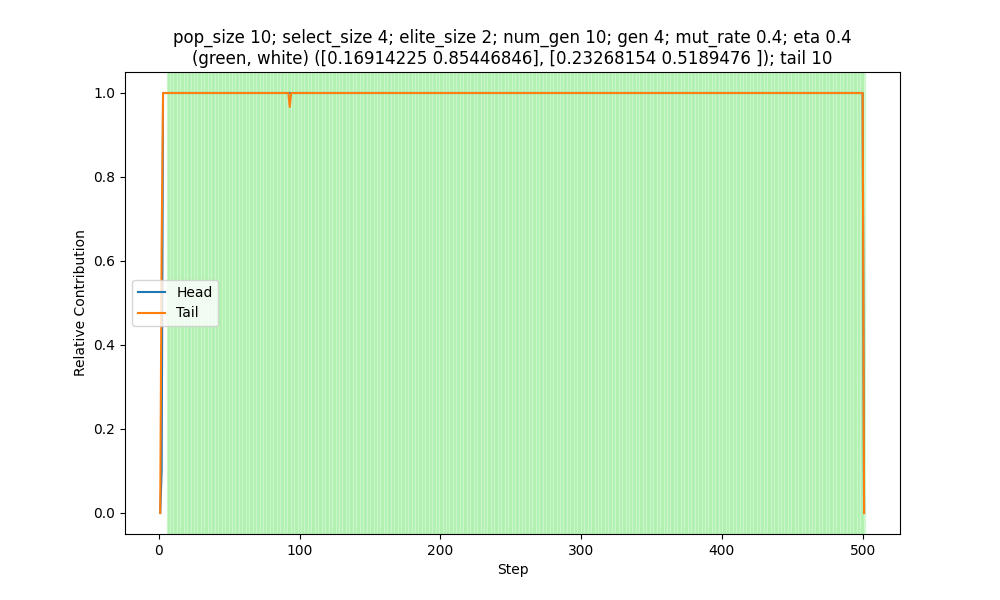 pop_size 10; select_size 4; elite_size 2; num_gen 10; gen 4; mut_rate 0.4; eta 0.4
(green, white) ([0.16914225 0.85446846], [0.23268154 0.5189476 ]); tail 10
1.0
0.8
0.6
0.4
0.2
0.0
Relative Contribution
Head
Tail
0
100
200
300
400
500
Step